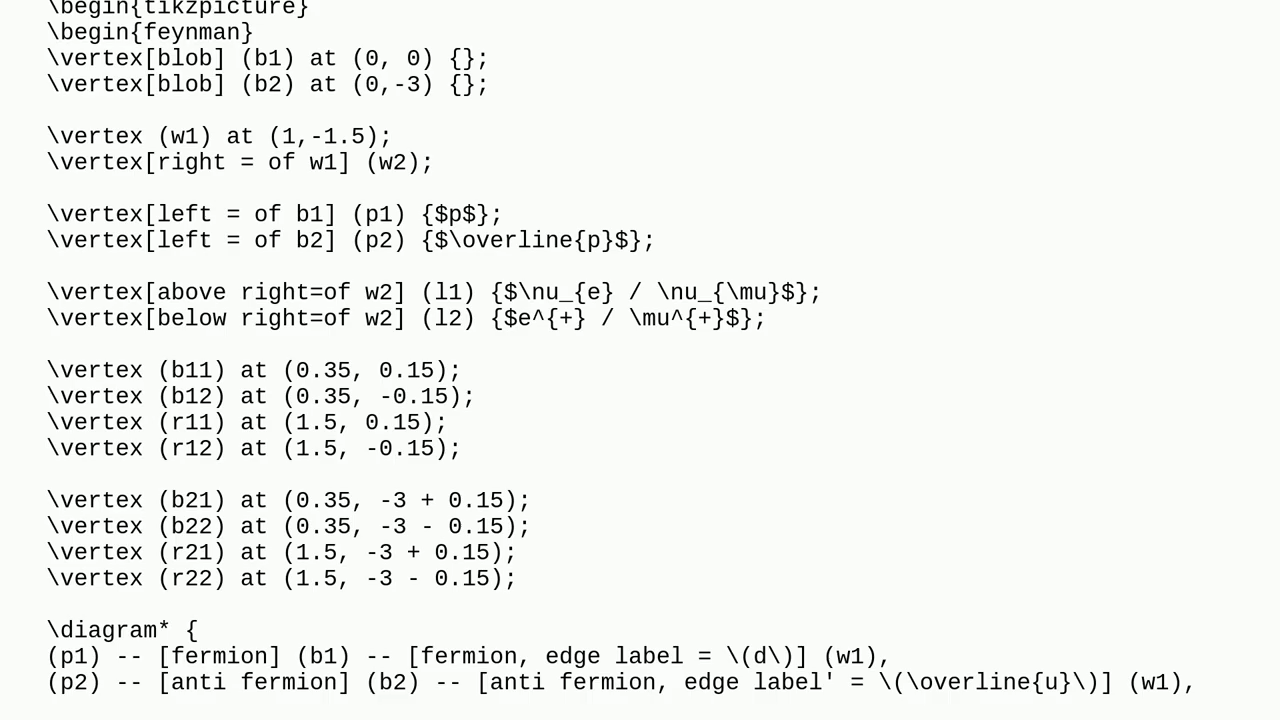 \begin{tikzpicture}
\begin{feynman}
\vertex[blob] (b1) at (0, 0) {};
\vertex[blob] (b2) at (0,-3) {};
\vertex (w1) at (1,-1.5);
\vertex[right = of w1] (w2);
\vertex[left = of b1] (p1) {$p$};
\vertex[left = of b2] (p2) {$\overline{p}$};
\vertex[above right=of w2] (l1) {$\nu_{e} / \nu_{\mu}$};
\vertex[below right=of w2] (l2) {$e^{+} / \mu^{+}$};
\vertex (b11) at (0.35, 0.15);
\vertex (b12) at (0.35, -0.15);
\vertex (r11) at (1.5, 0.15);
\vertex (r12) at (1.5, -0.15);
\vertex (b21) at (0.35, -3 + 0.15);
\vertex (b22) at (0.35, -3 - 0.15);
\vertex (r21) at (1.5, -3 + 0.15);
\vertex (r22) at (1.5, -3 - 0.15);
\diagram* {
(p1) -- [fermion] (b1) -- [fermion, edge label = \(d\)] (w1),
(p2) -- [anti fermion] (b2) -- [anti fermion, edge label' = \(\overline{u}\)] (w1),